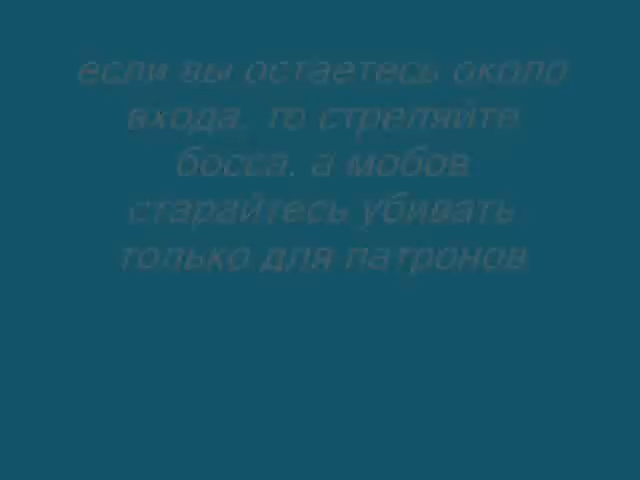 если вы остаетесь около
входа, то стреляйте
босса, а мобов
старайтесь убивать
только для патронов